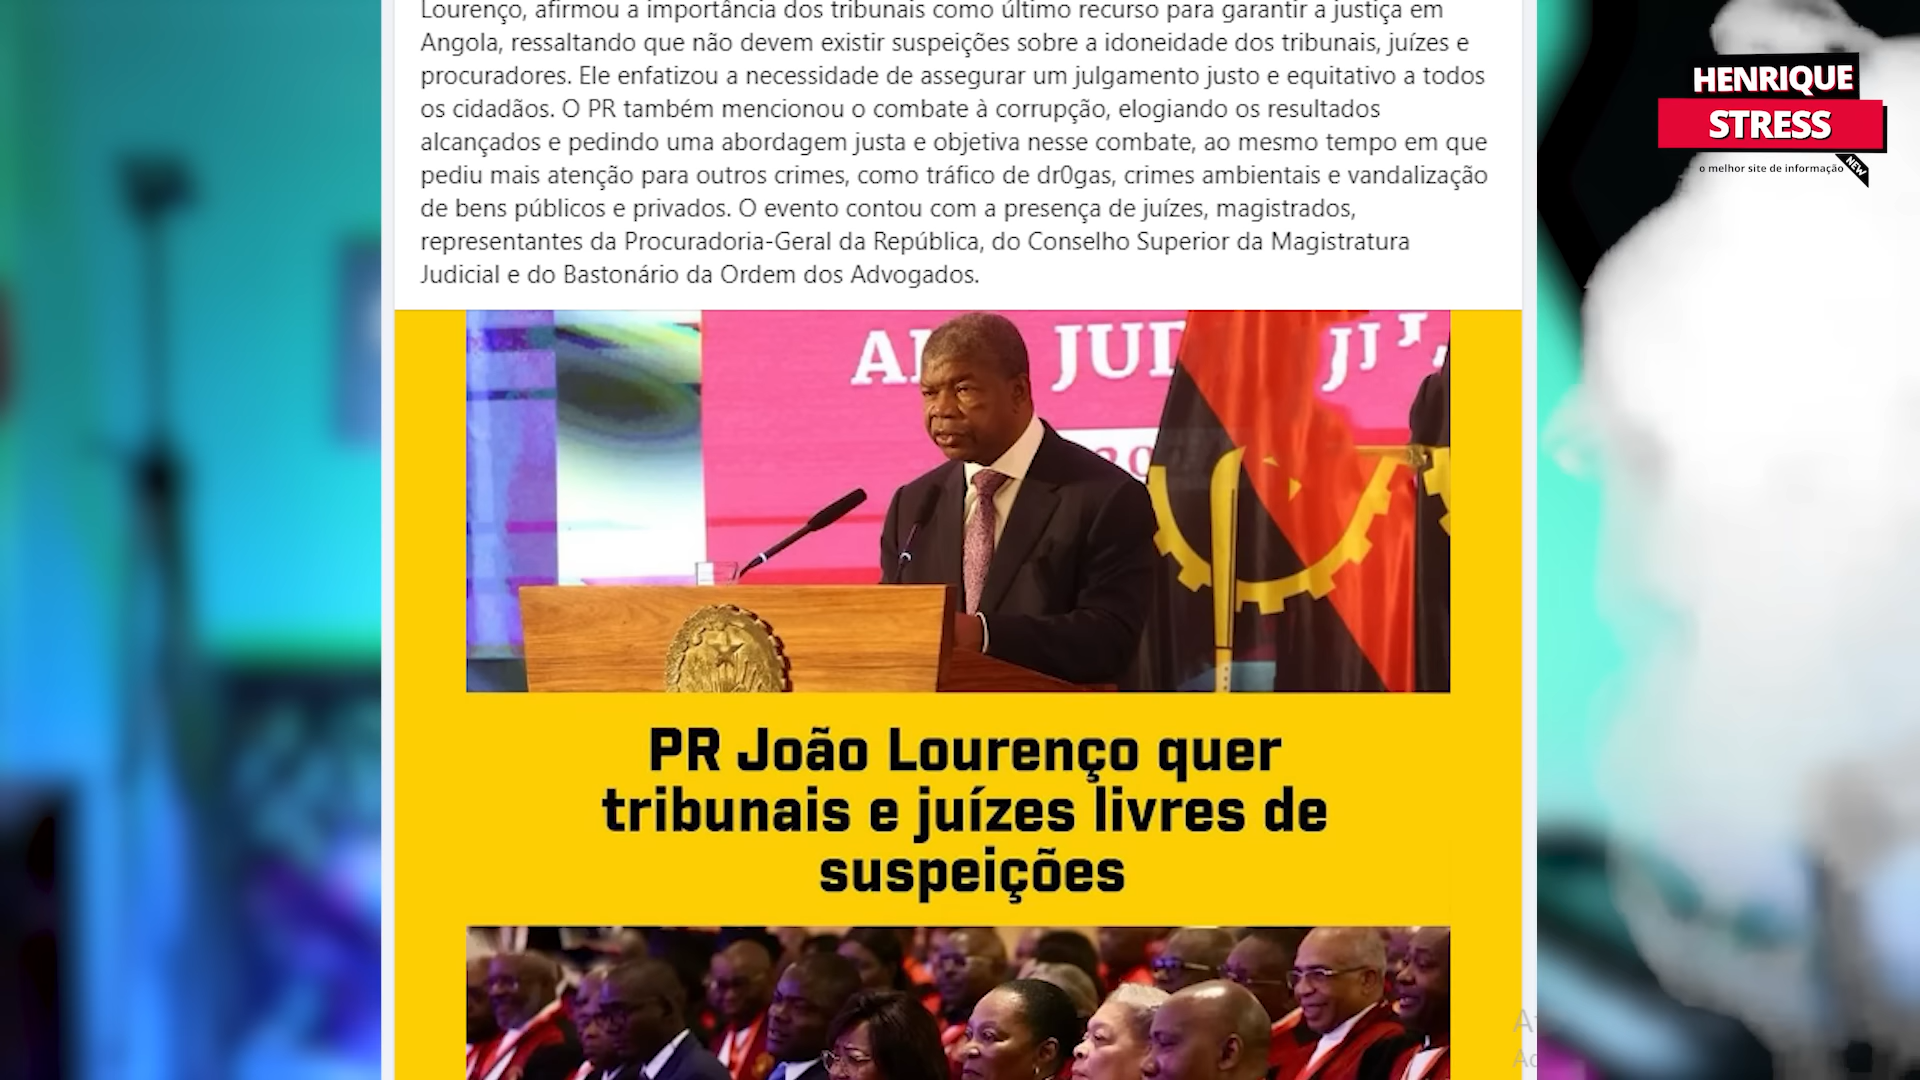 Lourenço, afirmou a importância dos tribunais como último recurso para garantir a justiça em
Angola, ressaltando que não devem existir suspeições sobre a idoneidade dos tribunais, juízes e
procuradores. Ele enfatizou a necessidade de assegurar um julgamento justo e equitativo a todos
os cidadãos. O PR também mencionou o combate à corrupção, elogiando os resultados
alcançados e pedindo uma abordagem justa e objetiva nesse combate, ao mesmo tempo em que
pediu mais atenção para outros crimes, como tráfico de dr0gas, crimes ambientais e vandalização
de bens públicos e privados. O evento contou com a presença de juízes, magistrados,
representantes da Procuradoria-Geral da República, do Conselho Superior da Magistratura
Judicial e do Bastonário da Ordem dos Advogados.
HENRIQUE
STRESS
o melhor site de informação
NEW
PR João Lourenço quer
tribunais e juízes livres de
suspeições